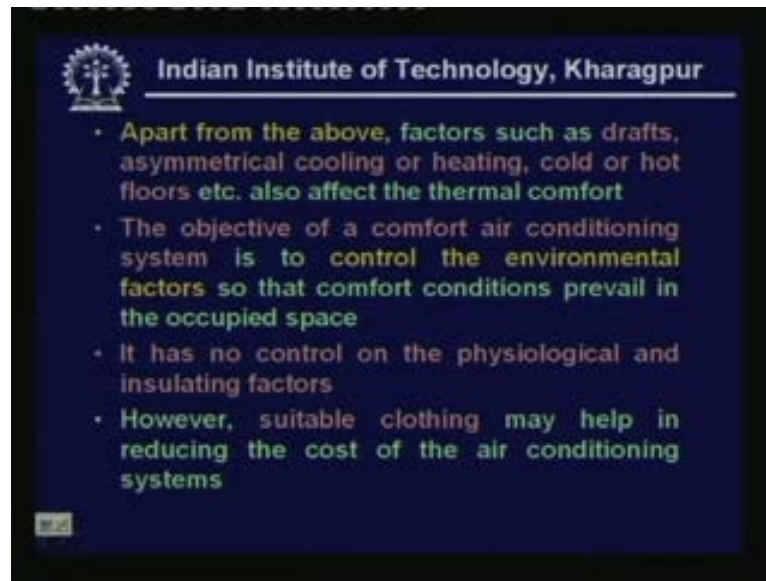 Indian Institute of Technology, Kharagpur
• Apart from the above, factors such as drafts,
asymmetrical cooling or heating, cold or hot
floors etc. also affect the thermal comfort
• The objective of a comfort air conditioning
system is to control the environmental
factors so that comfort conditions prevail in
the occupied space
• It has no control on the physiological and
insulating factors
• However, suitable clothing may help in
reducing the cost of the air conditioning
systems